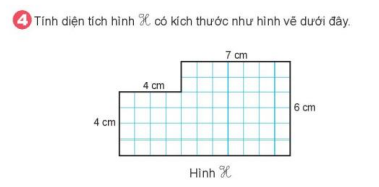 4 Tính diện tích hình ℋ có kích thước như hình vẽ dưới đây.
7 cm
4 cm
4 cm
6 cm
Hình ℋ